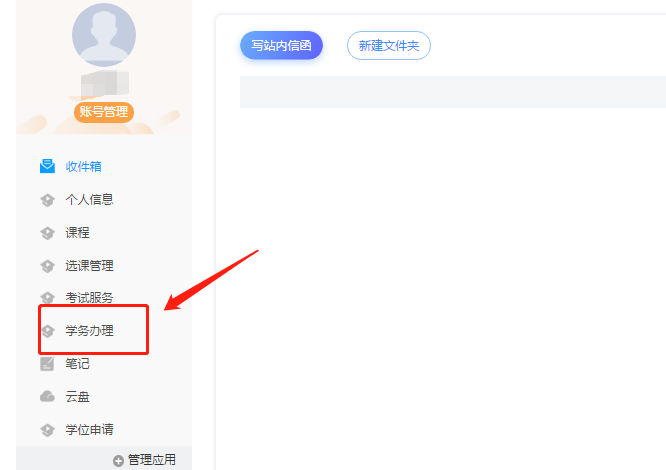 写站内信函
新建文件夹
账号管理
收件箱
个人信息
课程
选课管理
考试服务
学务办理
笔记
云盘
学位申请
管理应用